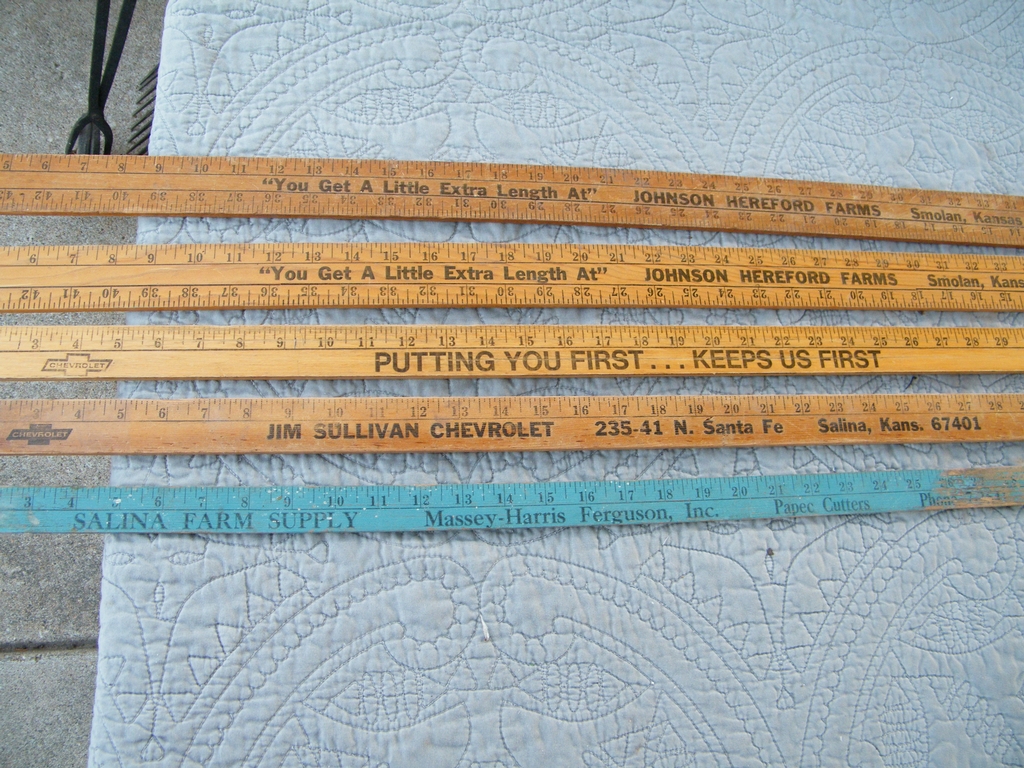 "You Get A Little Extra Length At" JOHNSON HEREFORD FARMS Smolan, Kansas
"You Get A Little Extra Length At" JOHNSON HEREFORD FARMS Smolan, Kans
CHEVROLET PUTTING YOU FIRST... KEEPS US FIRST
CHEVROLET JIM SULLIVAN CHEVROLET 235-41 N. Santa Fe Salina, Kans. 67401
SALINA FARM SUPPLY Massey-Harris Ferguson, Inc. Papec Cutters